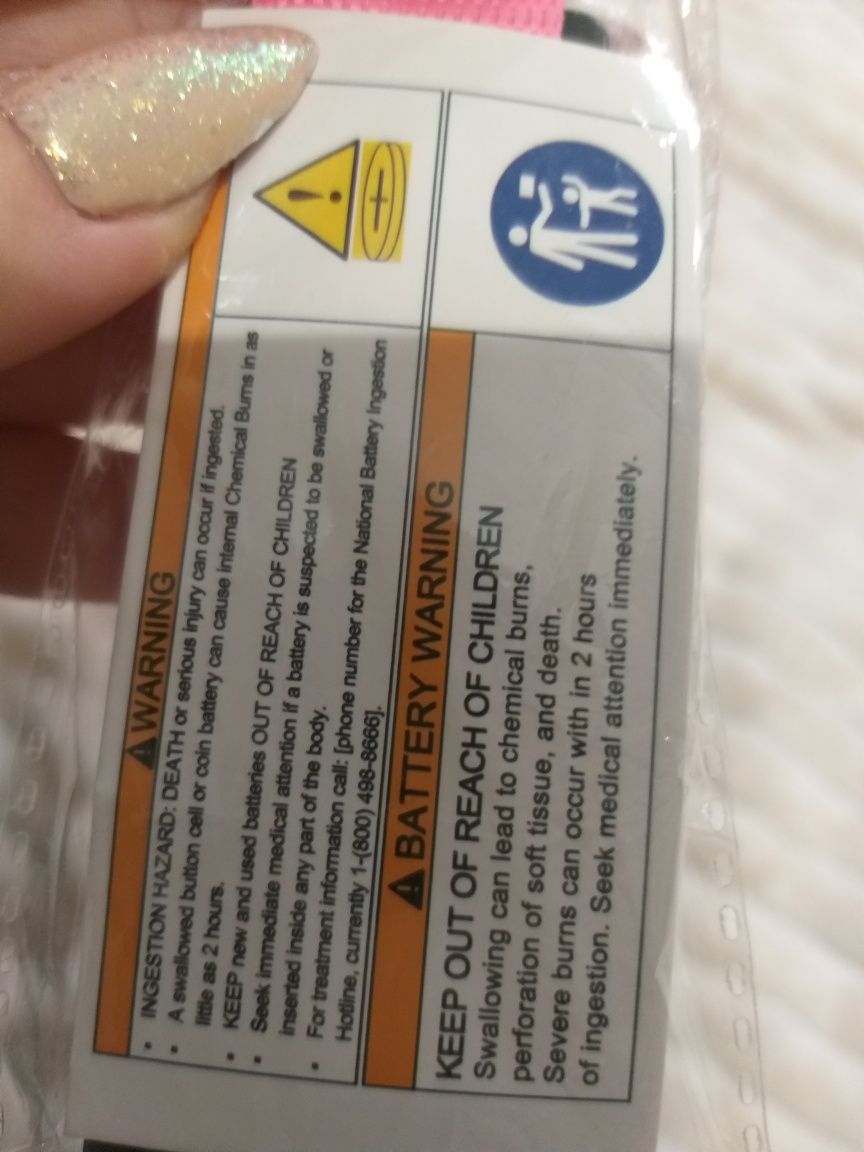 ⚠WARNING
• INGESTION HAZARD: DEATH or serious injury can occur if ingested.
• A swallowed button cell or coin battery can cause internal Chemical Burns in as
little as 2 hours.
• KEEP new and used batteries OUT OF REACH OF CHILDREN
• Seek immediate medical attention if a battery is suspected to be swallowed or
inserted inside any part of the body.
• For treatment information call: [phone number for the National Battery Ingestion
Hotline, currently 1-(800) 498-8666].
⚠BATTERY WARNING
KEEP OUT OF REACH OF CHILDREN
Swallowing can lead to chemical burns,
perforation of soft tissue, and death.
Severe burns can occur with in 2 hours
of ingestion. Seek medical attention immediately.